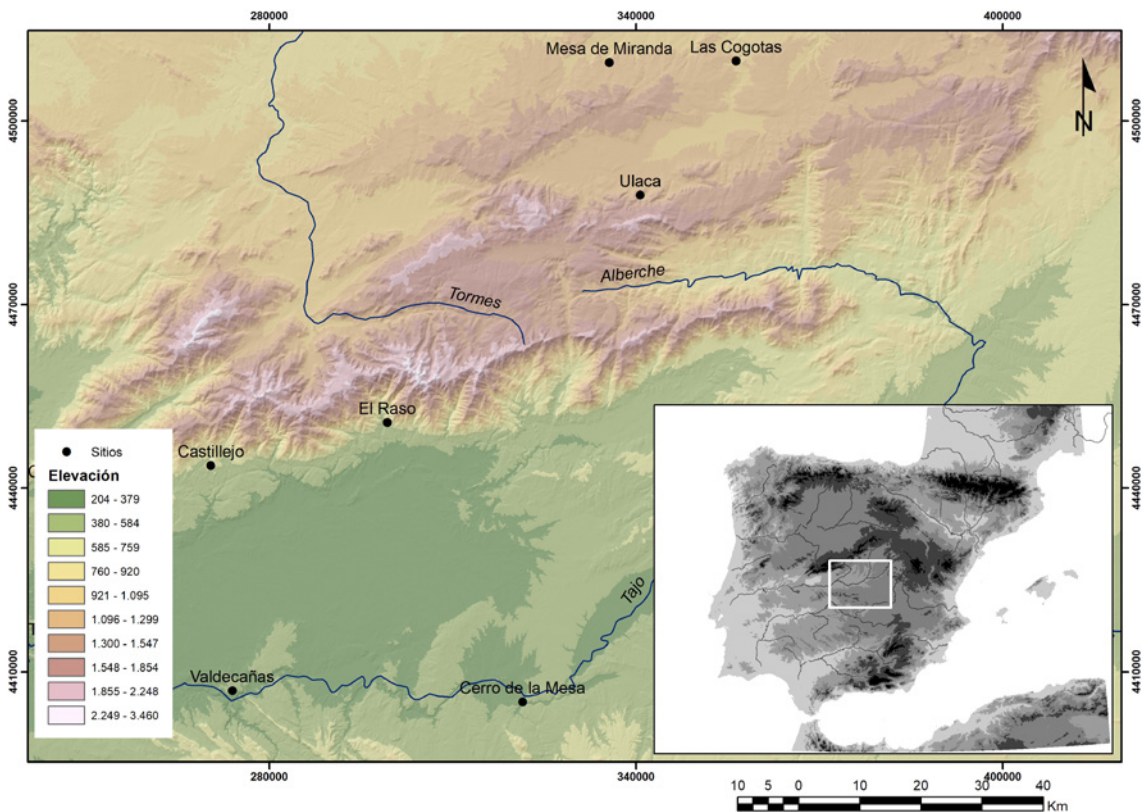 280000
340000
400000
Mesa de Miranda
Las Cogotas
4500000
4500000
N
Ulaca
Alberche
Tormes
4470000
4470000
El Raso
Castillejo
Sitios
Elevación
204 - 379
380 - 584
585 - 759
760 - 920
921 - 1.095
1.096 - 1.299
1.300 - 1.547
1.548 - 1.854
1.855 - 2.248
2.249 - 3.460
4440000
4440000
Tajo
Valdecañas
Cerro de la Mesa
4410000
4410000
280000
340000
400000
10 5 0 10 20 30 40
Km